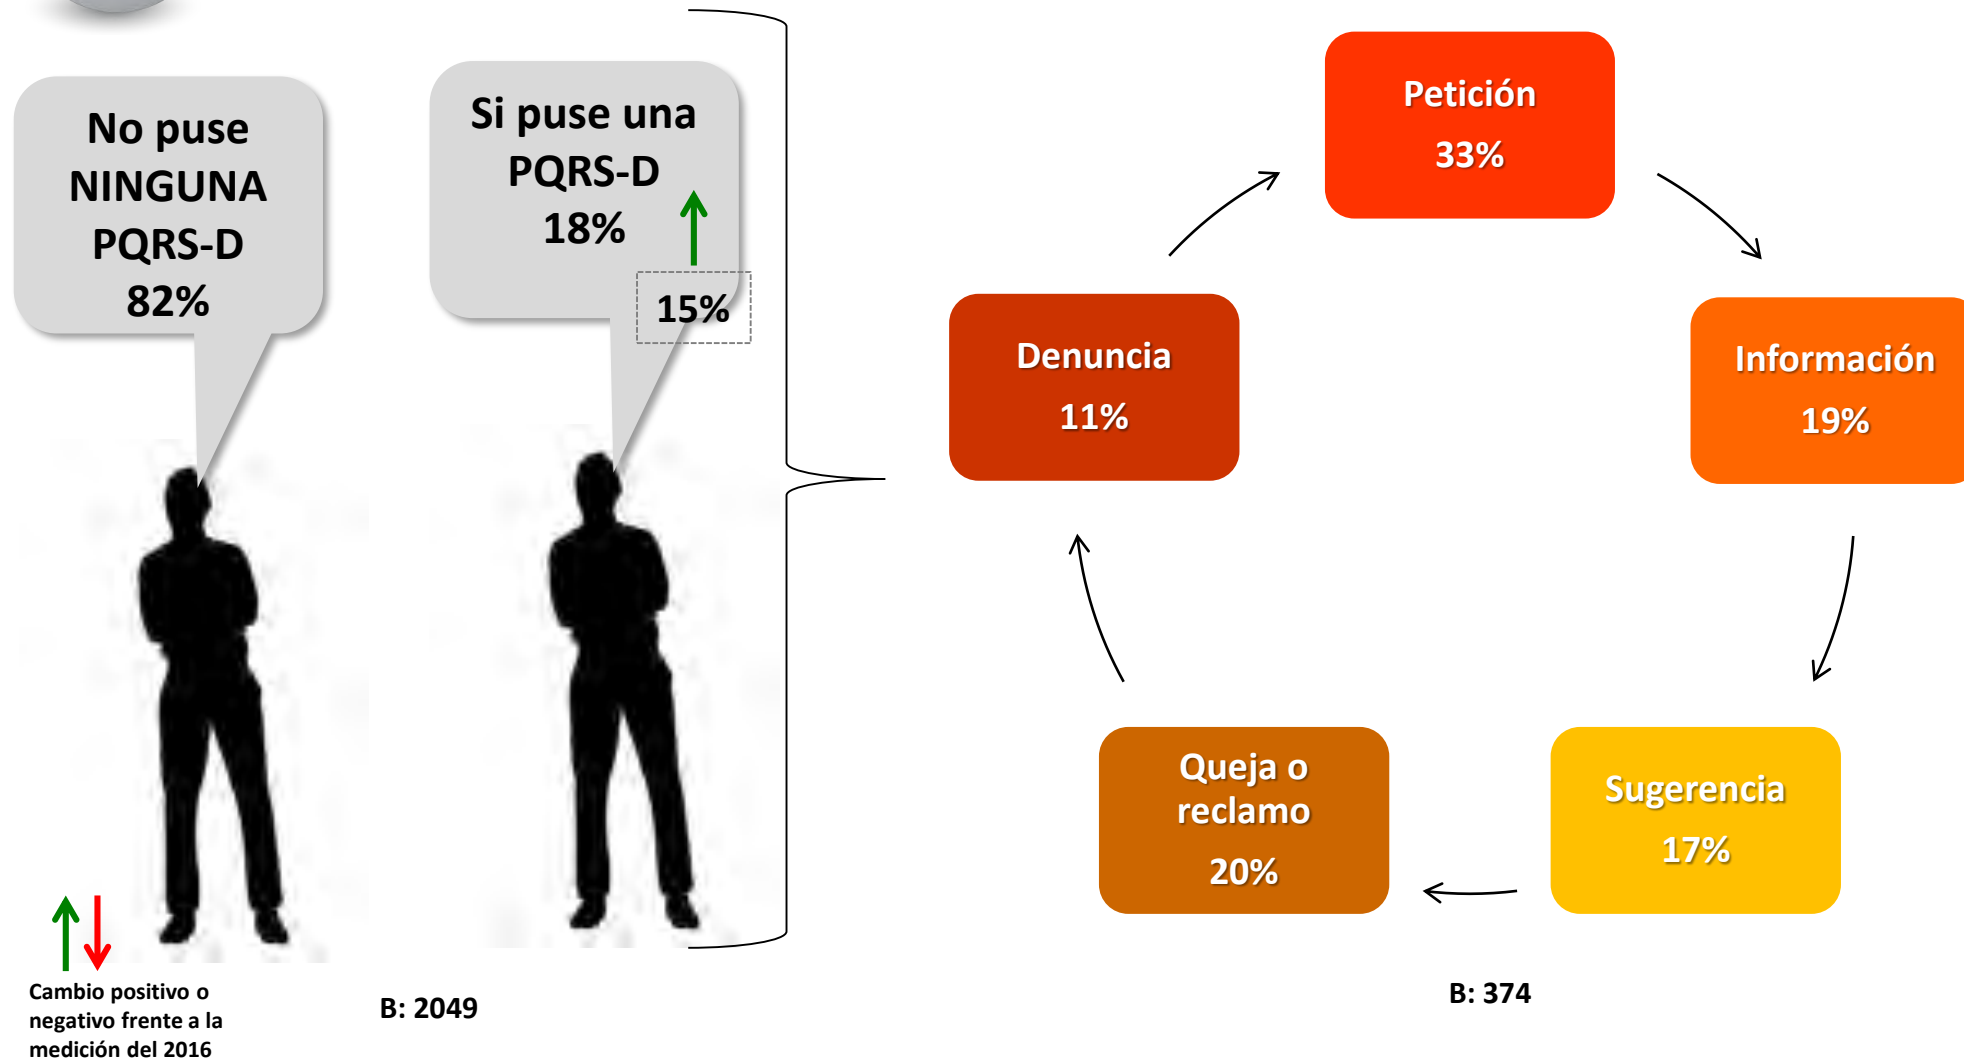 No puse
NINGUNA
PQRS-D
82%
Si puse una
PQRS-D
18%
15%
Petición
33%
Información
19%
Sugerencia
17%
Queja o
reclamo
20%
Denuncia
11%
Cambio positivo o
negativo frente a la
medición del 2016
B: 2049
B: 374